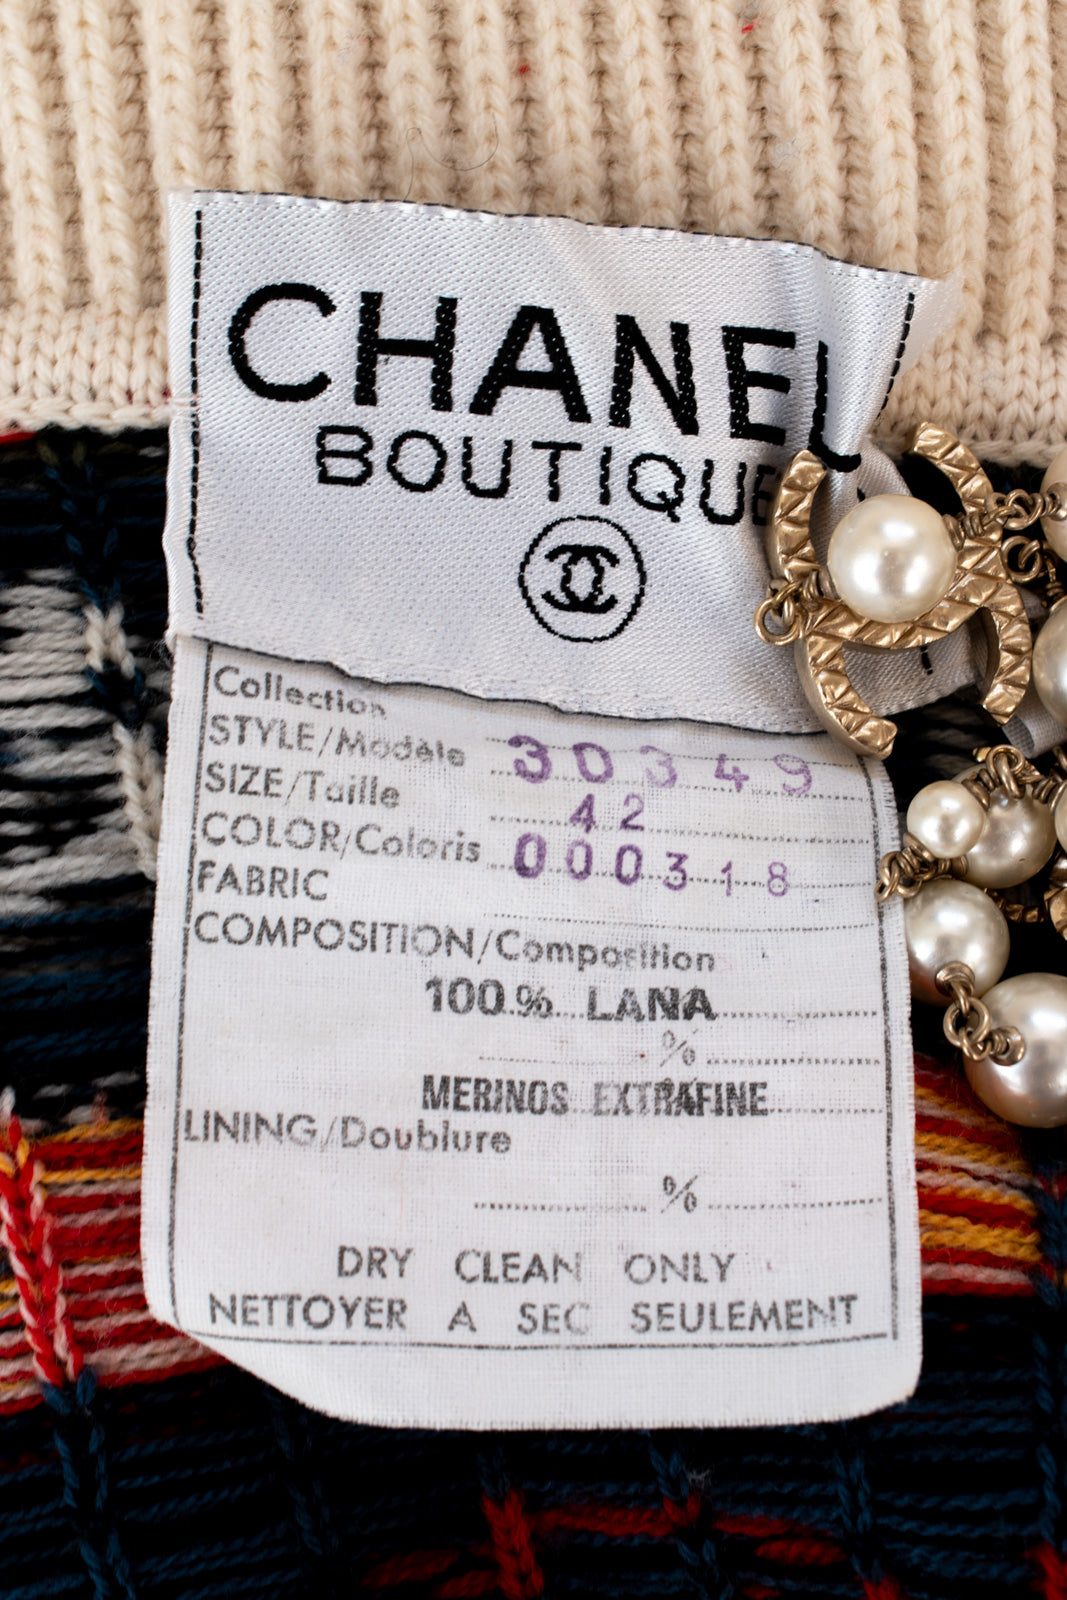 CHANEL
BOUTIQUE
Collection
STYLE/Modèle 30349
SIZE/Taille 42
COLOR/Coloris 000318
FABRIC
COMPOSITION/Composition
100% LANA
%
MERINOS EXTRAFINE
LINING/Doublure
%
DRY CLEAN ONLY
NETTOYER A SEC SEULEMENT